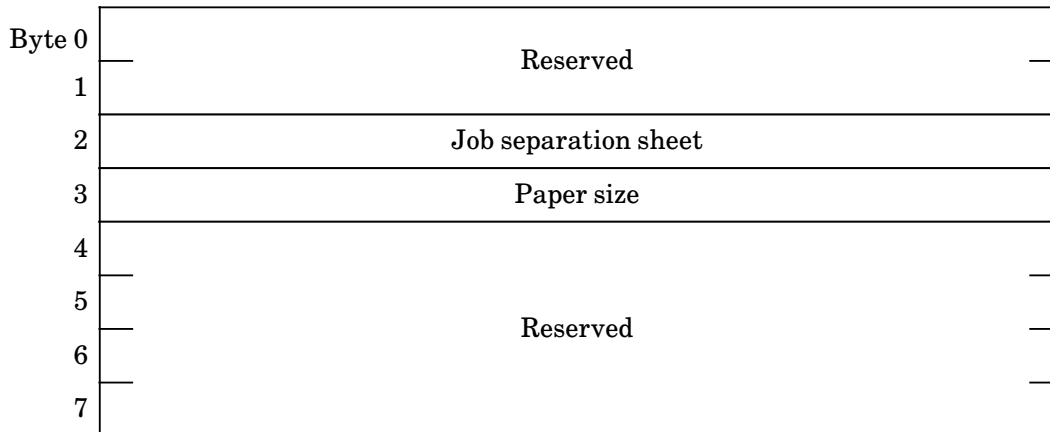 Byte 0
Reserved
1
2 Job separation sheet
3 Paper size
4
5
Reserved
6
7